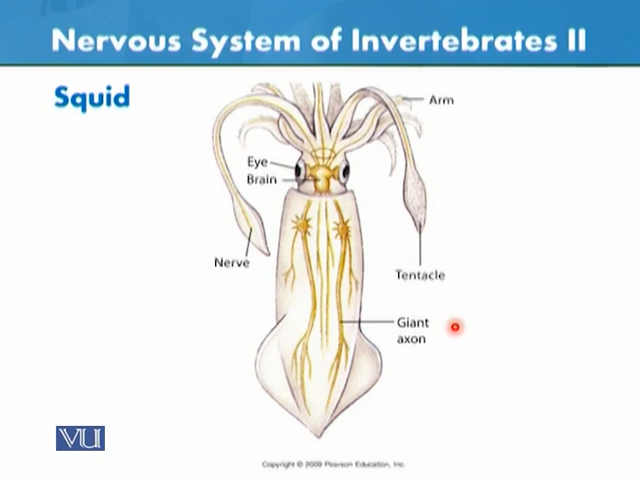 Nervous System of Invertebrates II
Squid
Arm
Eye
Brain
Nerve
Tentacle
Giant
axon
VU
Copyright © 2009 Pearson Education, Inc.